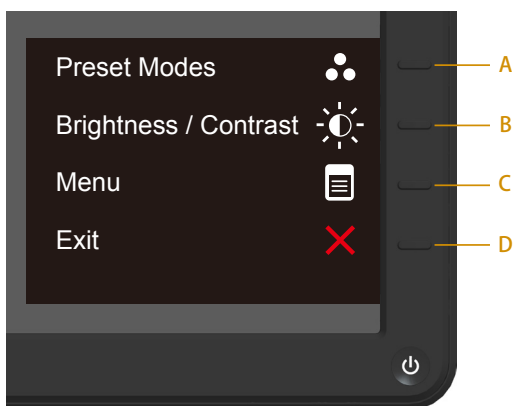 Preset Modes
A
Brightness / Contrast
B
Menu
C
Exit
D